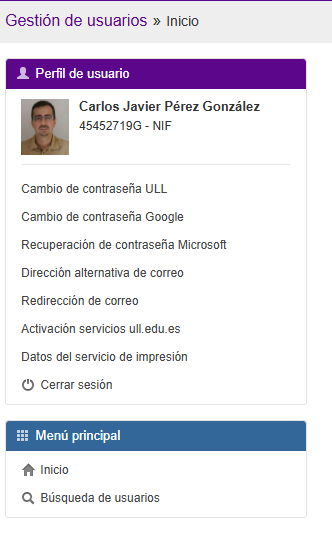 Gestión de usuarios » Inicio
Perfil de usuario
Carlos Javier Pérez González
45452719G - NIF
Cambio de contraseña ULL
Cambio de contraseña Google
Recuperación de contraseña Microsoft
Dirección alternativa de correo
Redirección de correo
Activación servicios ull.edu.es
Datos del servicio de impresión
Cerrar sesión
Menú principal
Inicio
Búsqueda de usuarios